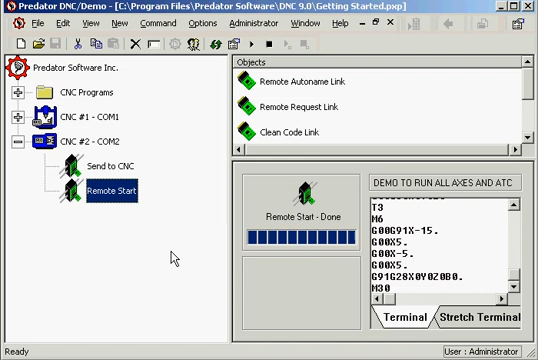 Predator DNC/Demo - [C:\Program Files\Predator Software\DNC 9.0\Getting Started.pxp]
File Edit View New Command Options Administrator Window Help
Predator Software Inc.
CNC Programs
CNC #1 - COM1
CNC #2 - COM2
Send to CNC
Remote Start
Objects
Remote Autoname Link
Remote Request Link
Clean Code Link
Remote Start - Done
DEMO TO RUN ALL AXES AND ATC
T3
M6
G00G91X-15.
G00X5.
G00X-5.
G00X5.
G91G28X0Y0Z0B0.
M30
Terminal Stretch Terminal
Ready
User : Administrator